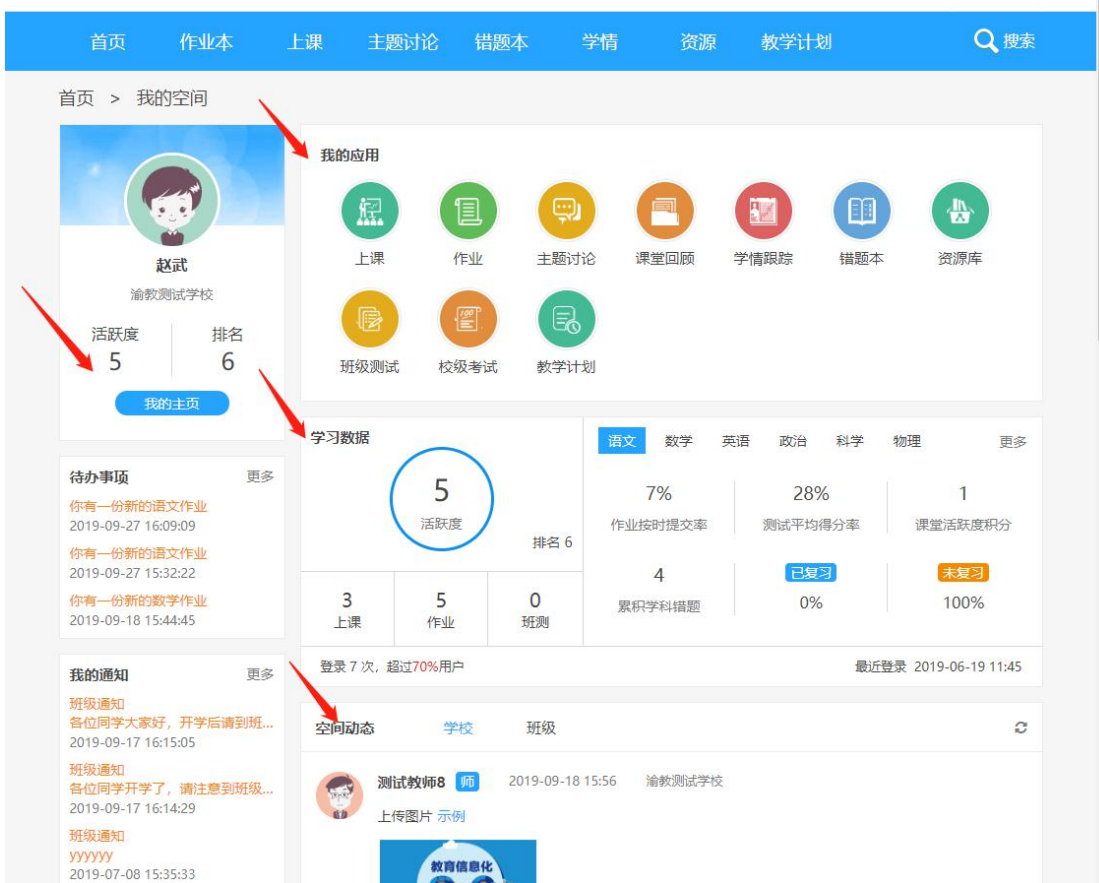 首页 作业本 上课 主题讨论 错题本 学情 资源 教学计划 搜索
首页 > 我的空间
赵武
渝教测试学校
活跃度 排名
5 6
我的主页
待办事项 更多
你有一份新的语文作业
2019-09-27 16:09:09
你有一份新的语文作业
2019-09-27 15:32:22
你有一份新的数学作业
2019-09-18 15:44:45
我的通知 更多
班级通知
各位同学大家好，开学后请到班...
2019-09-17 16:15:05
班级通知
各位同学开学了，请注意到班级...
2019-09-17 16:14:29
班级通知
yyyyyy
2019-07-08 15:35:33
我的应用
上课 作业 主题讨论 课堂回顾 学情跟踪 错题本 资源库
100
班级测试 校级考试 教学计划
学习数据
5
活跃度
排名 6
3 5 0
上课 作业 班测
语文 数学 英语 政治 科学 物理 更多
7% 28% 1
作业按时提交率 测试平均得分率 课堂活跃度积分
4 已复习 未复习
累积学科错题 0% 100%
登录 7 次，超过70%用户 最近登录 2019-06-19 11:45
空间动态 学校 班级
测试教师8 师 2019-09-18 15:56 渝教测试学校
上传图片 示例
教育信息化